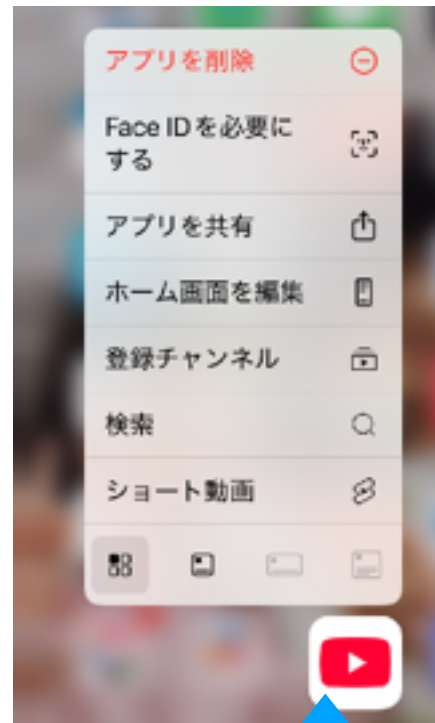 アプリを削除
Face IDを必要に
する
アプリを共有
ホーム画面を編集
登録チャンネル
検索
ショート動画